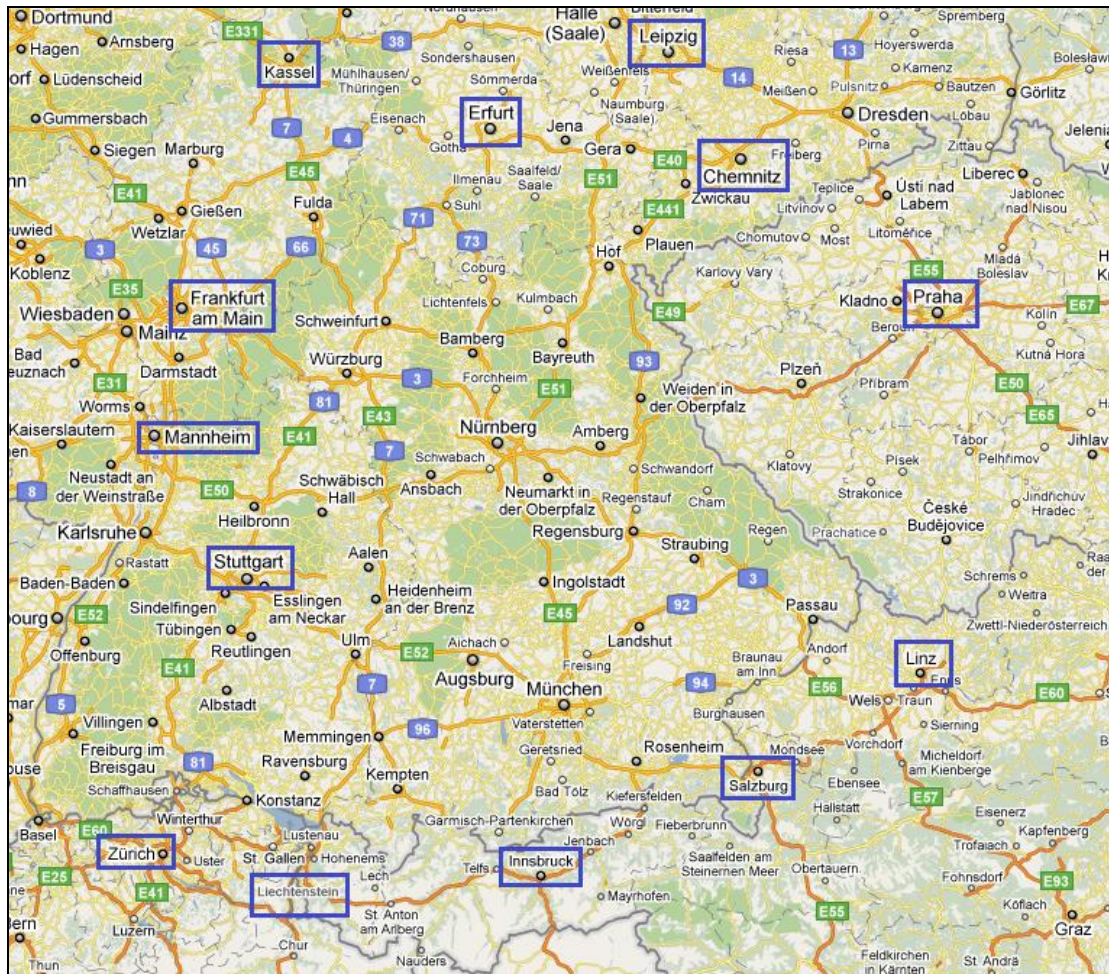 Dortmund
Arnsberg
E331
38
Nordhausen
Halle
(Saale)
Bitterfeld
Leipzig
Spremberg
Hagen
Kassel
Sondershausen
Riesa
13
Hoyerswerda
Lüdenscheid
Mühlhausen/
Thüringen
Sömmerda
Weißenfels
14
Meißen
Pulsnitz
Kamenz
Bautzen
Görlitz
Gummersbach
7
4
Eisenach
Erfurt
Naumburg
(Saale)
Dresden
Löbau
Siegen
Marburg
Gotha
Jena
Gera
E40
Chemnitz
Freiberg
Pirna
Zittau
E41
E45
Ilmenau
Saalfeld/
Saale
E51
Zwickau
Teplice
Ústí nad
Labem
Liberec
Jablonec
nad Nisou
Gießen
Fulda
Suhl
E441
Litvínov
Wetzlar
71
Plauen
Most
Litoměřice
3
45
66
73
Hof
Chomutov
Mladá
Boleslav
Koblenz
Coburg
Karlovy Vary
E55
E35
Frankfurt
am Main
Lichtenfels
Kulmbach
E49
Kladno
Praha
E67
Wiesbaden
Schweinfurt
Beroun
Kolín
Mainz
Bamberg
Bayreuth
93
Kutná Hora
Bad
Darmstadt
Würzburg
Plzeň
E31
3
Forchheim
E51
Weiden in
der Oberpfalz
Příbram
E50
Worms
81
E43
E65
Kaiserslautern
Mannheim
E41
Nürnberg
Amberg
Tábor
Jihlav
7
Schwabach
Klatovy
Písek
Pelhřimov
Neustadt an
der Weinstraße
E50
Schwäbisch
Hall
Ansbach
Neumarkt in
der Oberpfalz
Schwandorf
Strakonice
8
Heilbronn
Regenstauf
Cham
České
Budějovice
Jindřichův
Hradec
Karlsruhe
Regensburg
Regen
Prachatice
Rastatt
Stuttgart
Aalen
Straubing
Baden-Baden
Esslingen
am Neckar
Heidenheim
an der Brenz
Ingolstadt
3
Schrems
E52
Sindelfingen
92
Passau
Weitra
Tübingen
E45
Zwettl-Niederösterreich
Offenburg
Reutlingen
Ulm
E52
Aichach
Landshut
Andorf
Linz
E41
Augsburg
Freising
Braunau
am Inn
E56
Enns
E60
5
Albstadt
7
München
94
Wels
Traun
Villingen
96
Vaterstetten
Burghausen
Sierning
Freiburg im
Breisgau
Memmingen
Geretsried
Rosenheim
Mondsee
Vorchdorf
Micheldorf
am Kienberge
81
Ravensburg
Kempten
Bad Tölz
Salzburg
Ebensee
Schaffhausen
Konstanz
Kiefersfelden
E57
Hallstatt
Eisenerz
Basel
E60
Winterthur
Lustenau
Garmisch-Partenkirchen
Wörgl
Fieberbrunn
Kapfenberg
Zürich
Uster
St. Gallen
Hohenems
Telfs
Innsbruck
Jenbach
Saalfelden am
Steinernen Meer
Trofaiach
E25
E41
Liechtenstein
Lech
Obertauern
Fohnsdorf
E93
Mayrhofen
Luzern
St. Anton
am Arlberg
E55
Köflach
Graz
Bern
Chur
Thun
Nauders
Feldkirchen
in Kärnten
St. Andrä